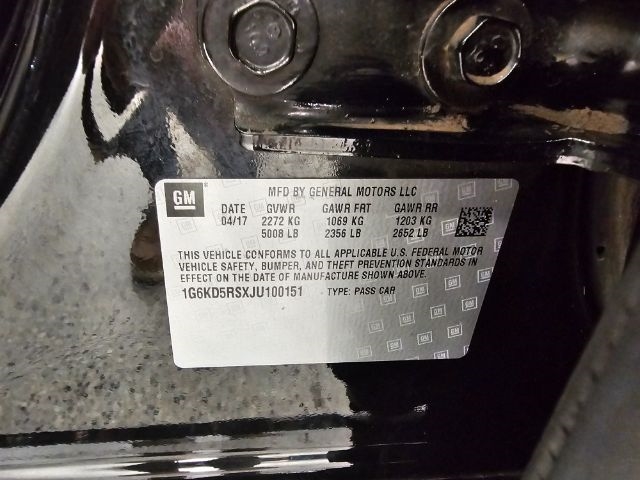 GM
MFD BY GENERAL MOTORS LLC
DATE GVWR GAWR FRT GAWR RR
04/17 2272 KG 1069 KG 1203 KG
5008 LB 2356 LB 2652 LB
THIS VEHICLE CONFORMS TO ALL APPLICABLE U.S. FEDERAL MOTOR
VEHICLE SAFETY, BUMPER, AND THEFT PREVENTION STANDARDS IN
EFFECT ON THE DATE OF MANUFACTURE SHOWN ABOVE.
1G6KD5RSXJU100151 - TYPE: PASS CAR